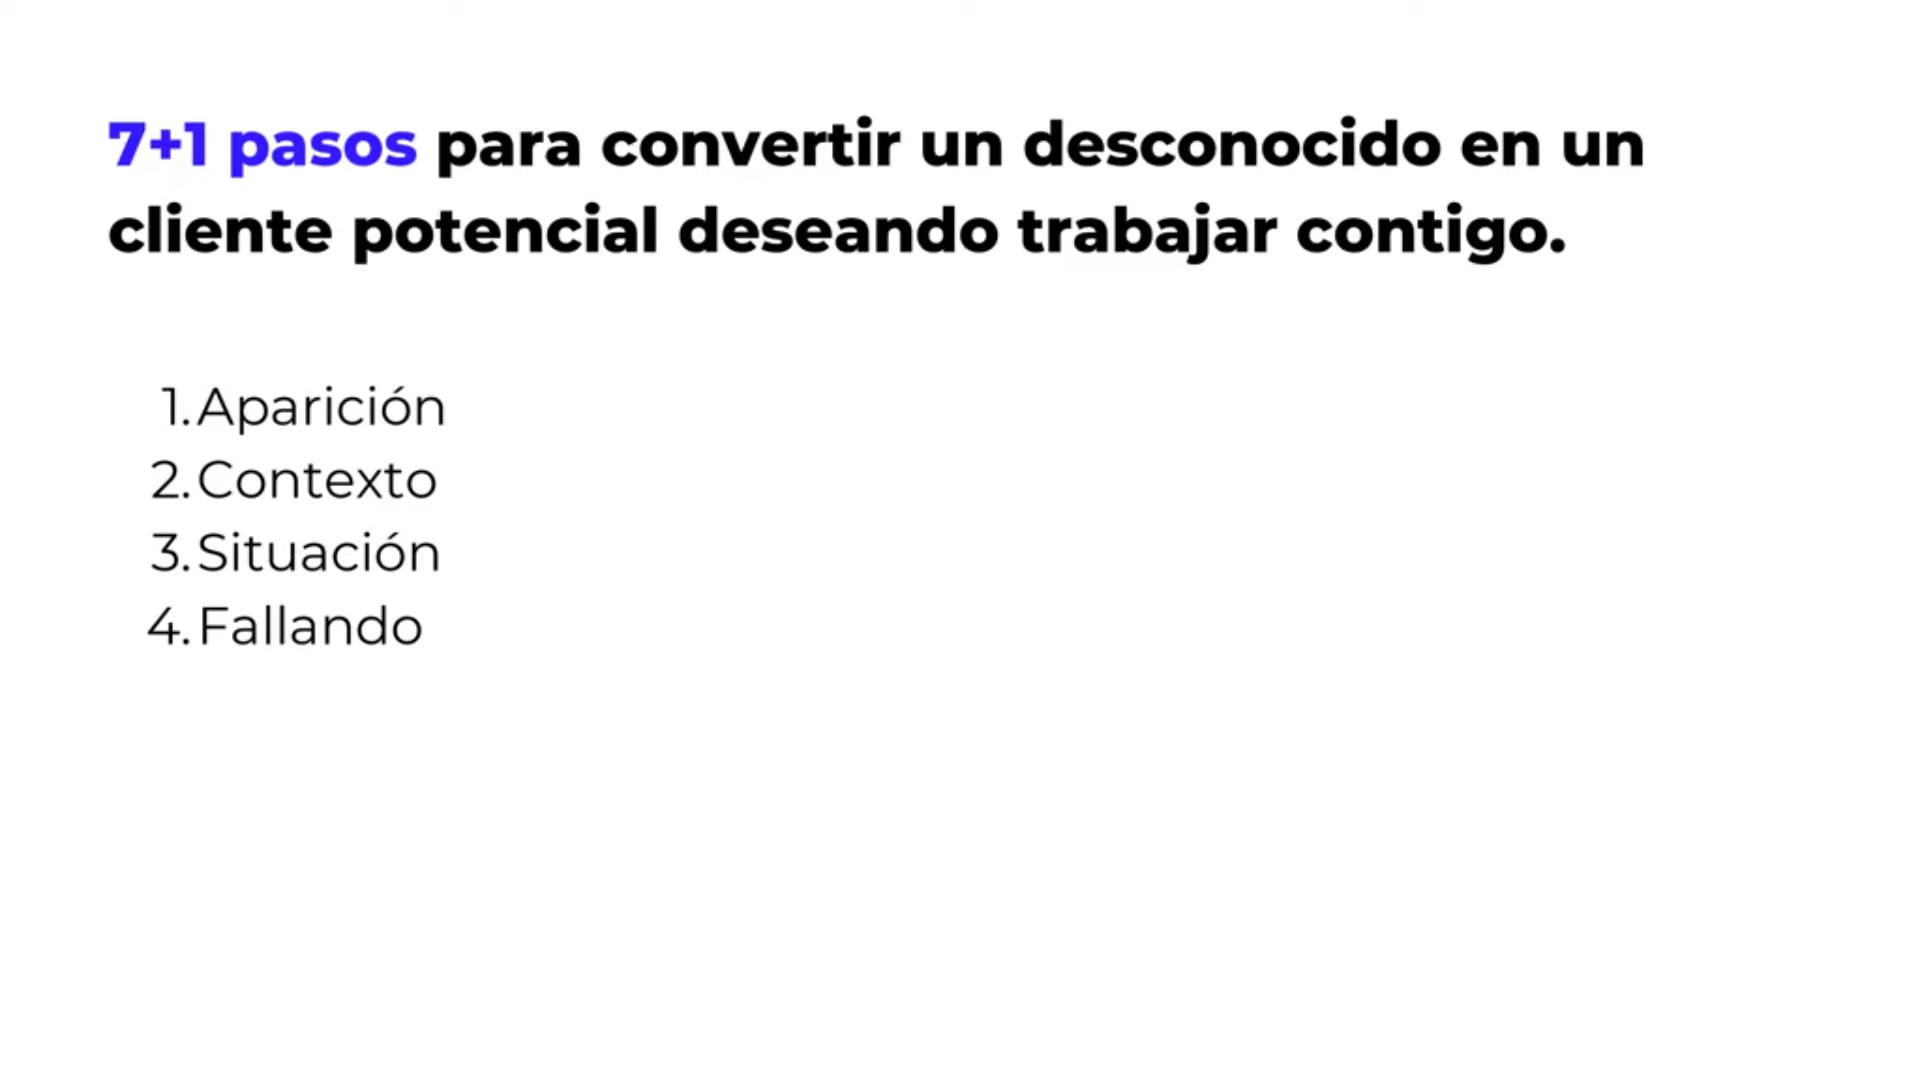 7+1 pasos para convertir un desconocido en un
cliente potencial deseando trabajar contigo.
1. Aparición
2. Contexto
3. Situación
4. Fallando